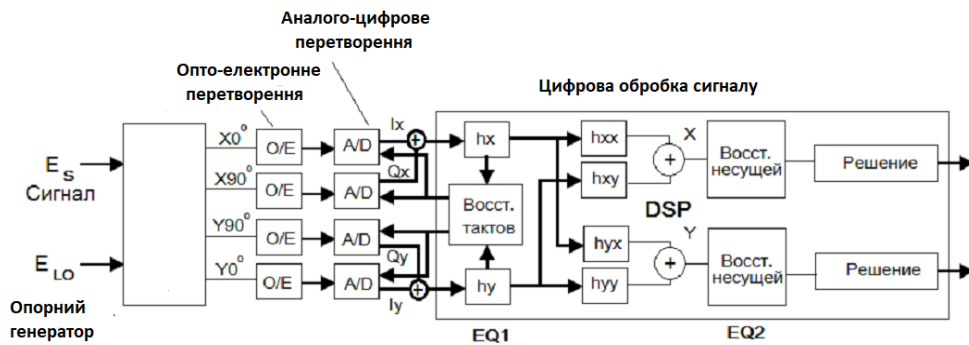 Аналого-цифрове
перетворення
Опто-електронне
перетворення
Цифрова обробка сигналу
E S
Сигнал
E LO
Опорний
генератор
X0°
O/E
A/D
Ix
X90°
O/E
A/D
Qx
Y90°
O/E
A/D
Qy
Y0°
O/E
A/D
Iy
+
+
hx
Восст.
тактов
hy
EQ1
hxx
hxy
hyx
hyy
+
+
X
DSP
Y
Восст.
несущей
Восст.
несущей
EQ2
Решение
Решение